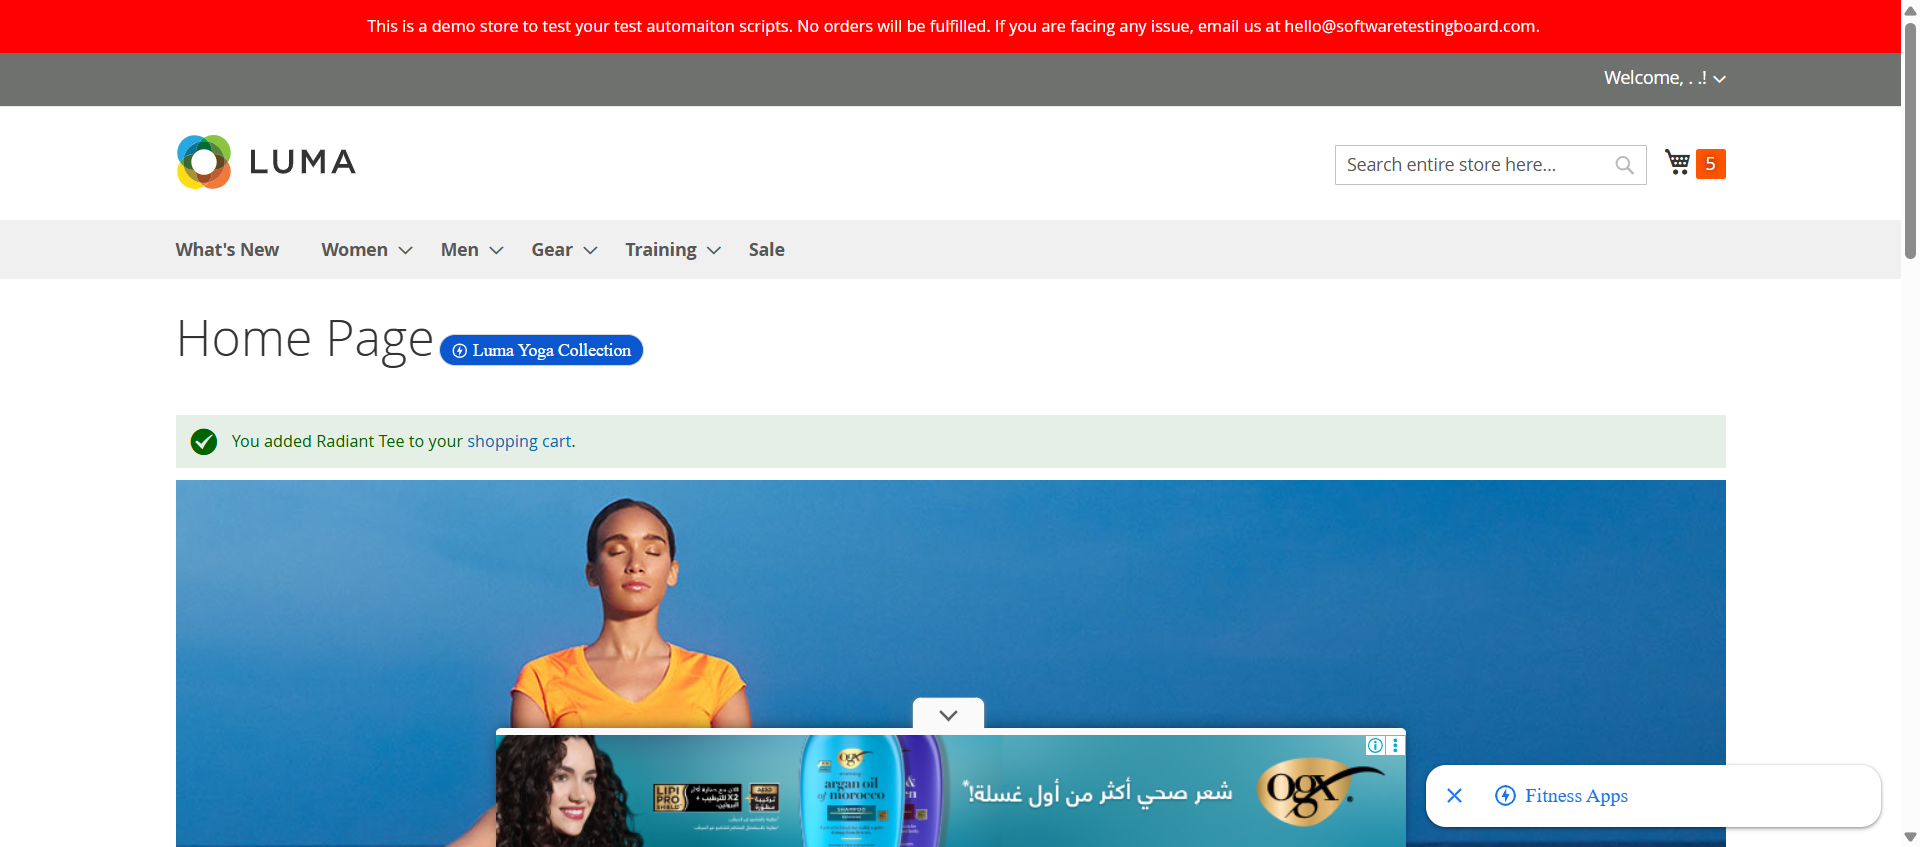 This is a demo store to test your test automaiton scripts. No orders will be fulfilled. If you are facing any issue, email us at hello@softwaretestingboard.com.
Welcome, . .!
LUMA
Search entire store here...
5
What's New
Women
Men
Gear
Training
Sale
Home Page
Luma Yoga Collection
You added Radiant Tee to your shopping cart.
ogx
argan oil
of morocco
SHAMPOO
LIPI
PRO
SHIELD
شعر صحي أكثر من أول غسلة!*
ogx
Fitness Apps